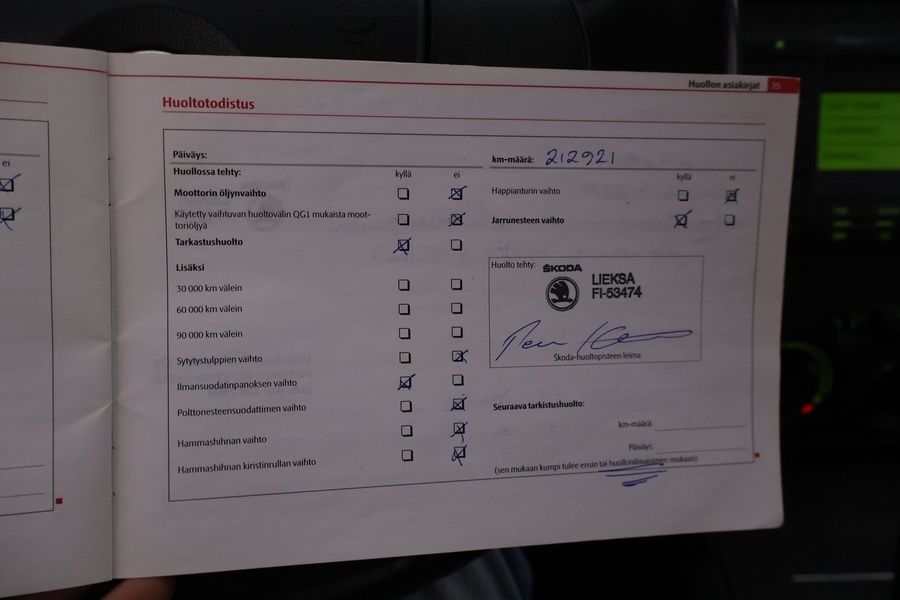 Huollon asiakirjat 25
Huoltotodistus
ei
Päiväys:
km-määrä: 212921
Huollossa tehty: kyllä ei
kyllä ei
Moottorin öljynvaihto
Happianturin vaihto
Käytetty vaihtuvan huoltovälin QG1 mukaista moot-
toriöljyä
Jarrunesteen vaihto
Tarkastushuolto
Lisäksi
30 000 km välein
60 000 km välein
90 000 km välein
Sytytystulppien vaihto
Ilmansuodatinpanoksen vaihto
Polttonesteensuodattimen vaihto
Hammashihnan vaihto
Hammashihnan kiristinrullan vaihto
Huolto tehty:
ŠKODA
LIEKSA
FI-53474
Škoda-huoltopisteen leima
Seuraava tarkistushuolto:
km-määrä:
Päiväys:
(sen mukaan kumpi tulee ensin tai huollonilmaisimen mukaan)